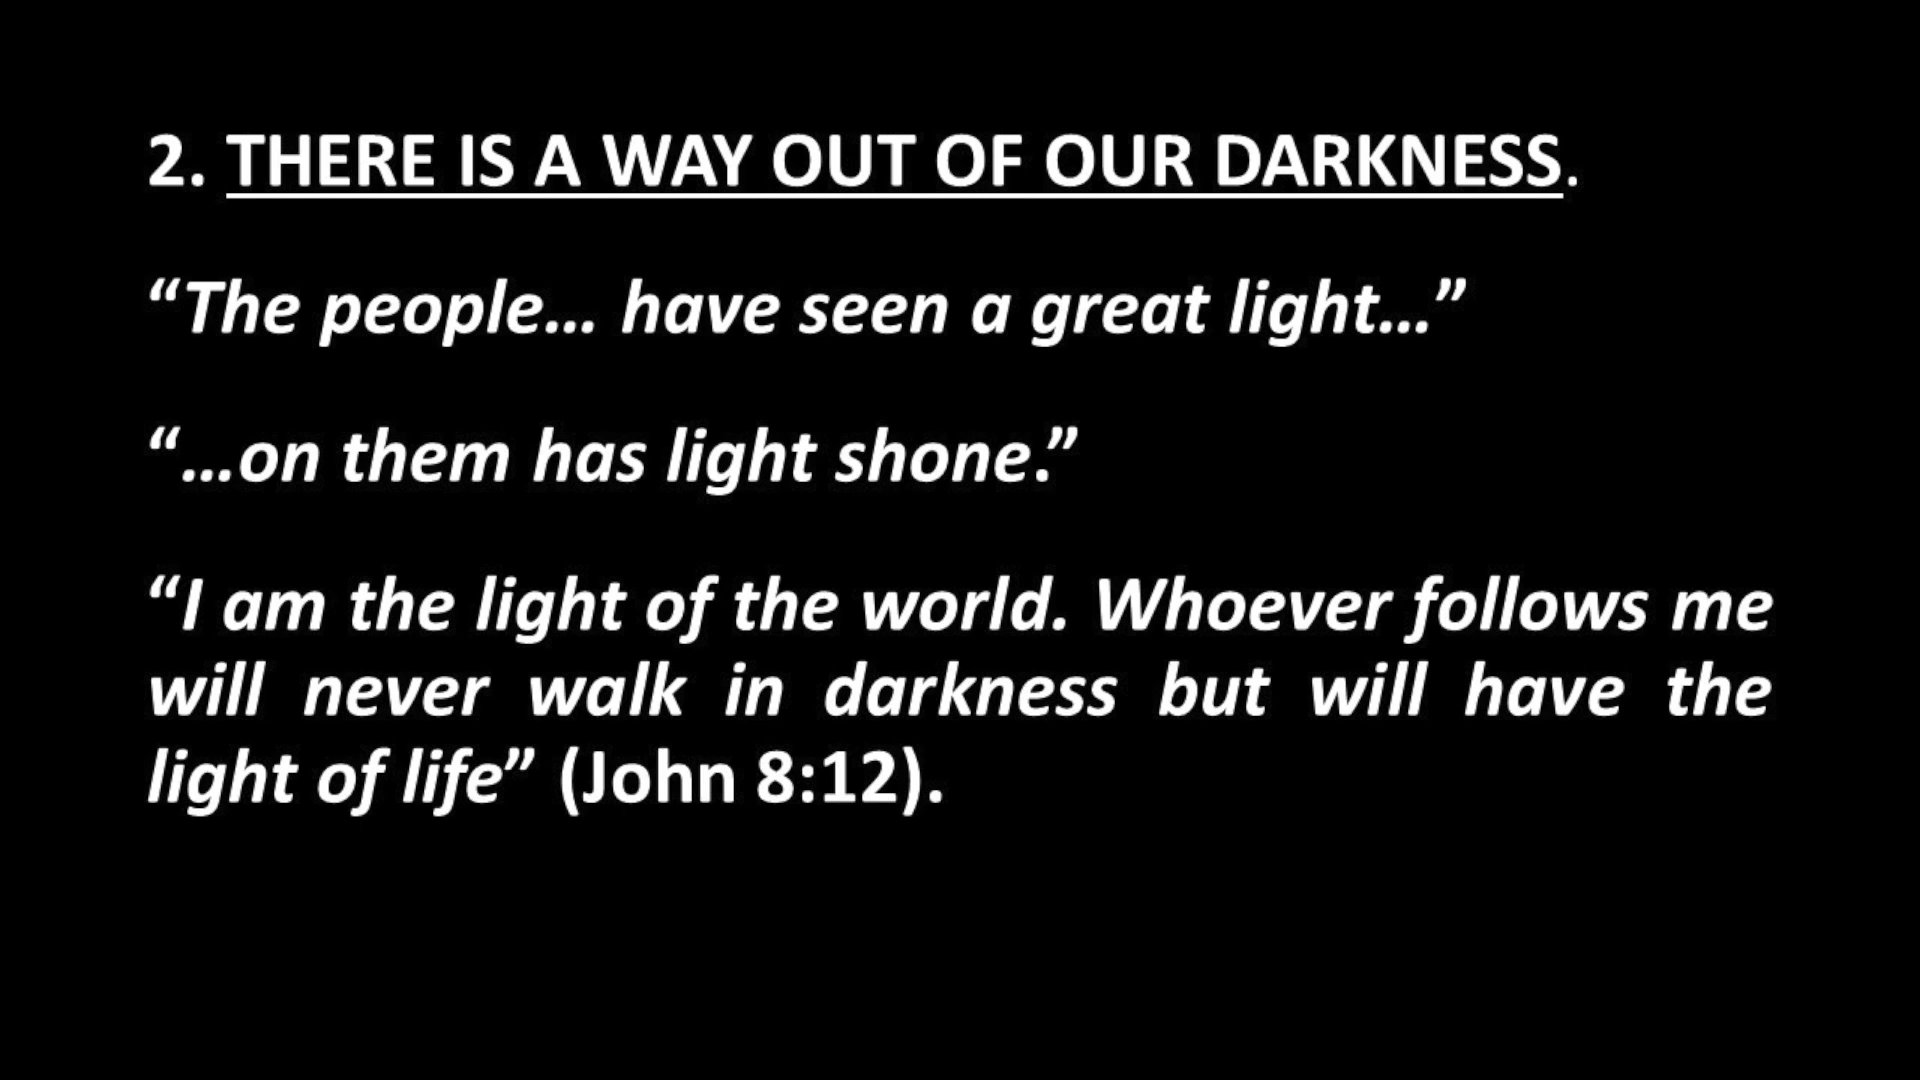 2. THERE IS A WAY OUT OF OUR DARKNESS.
“The people… have seen a great light…”
“…on them has light shone.”
“I am the light of the world. Whoever follows me
will never walk in darkness but will have the
light of life” (John 8:12).